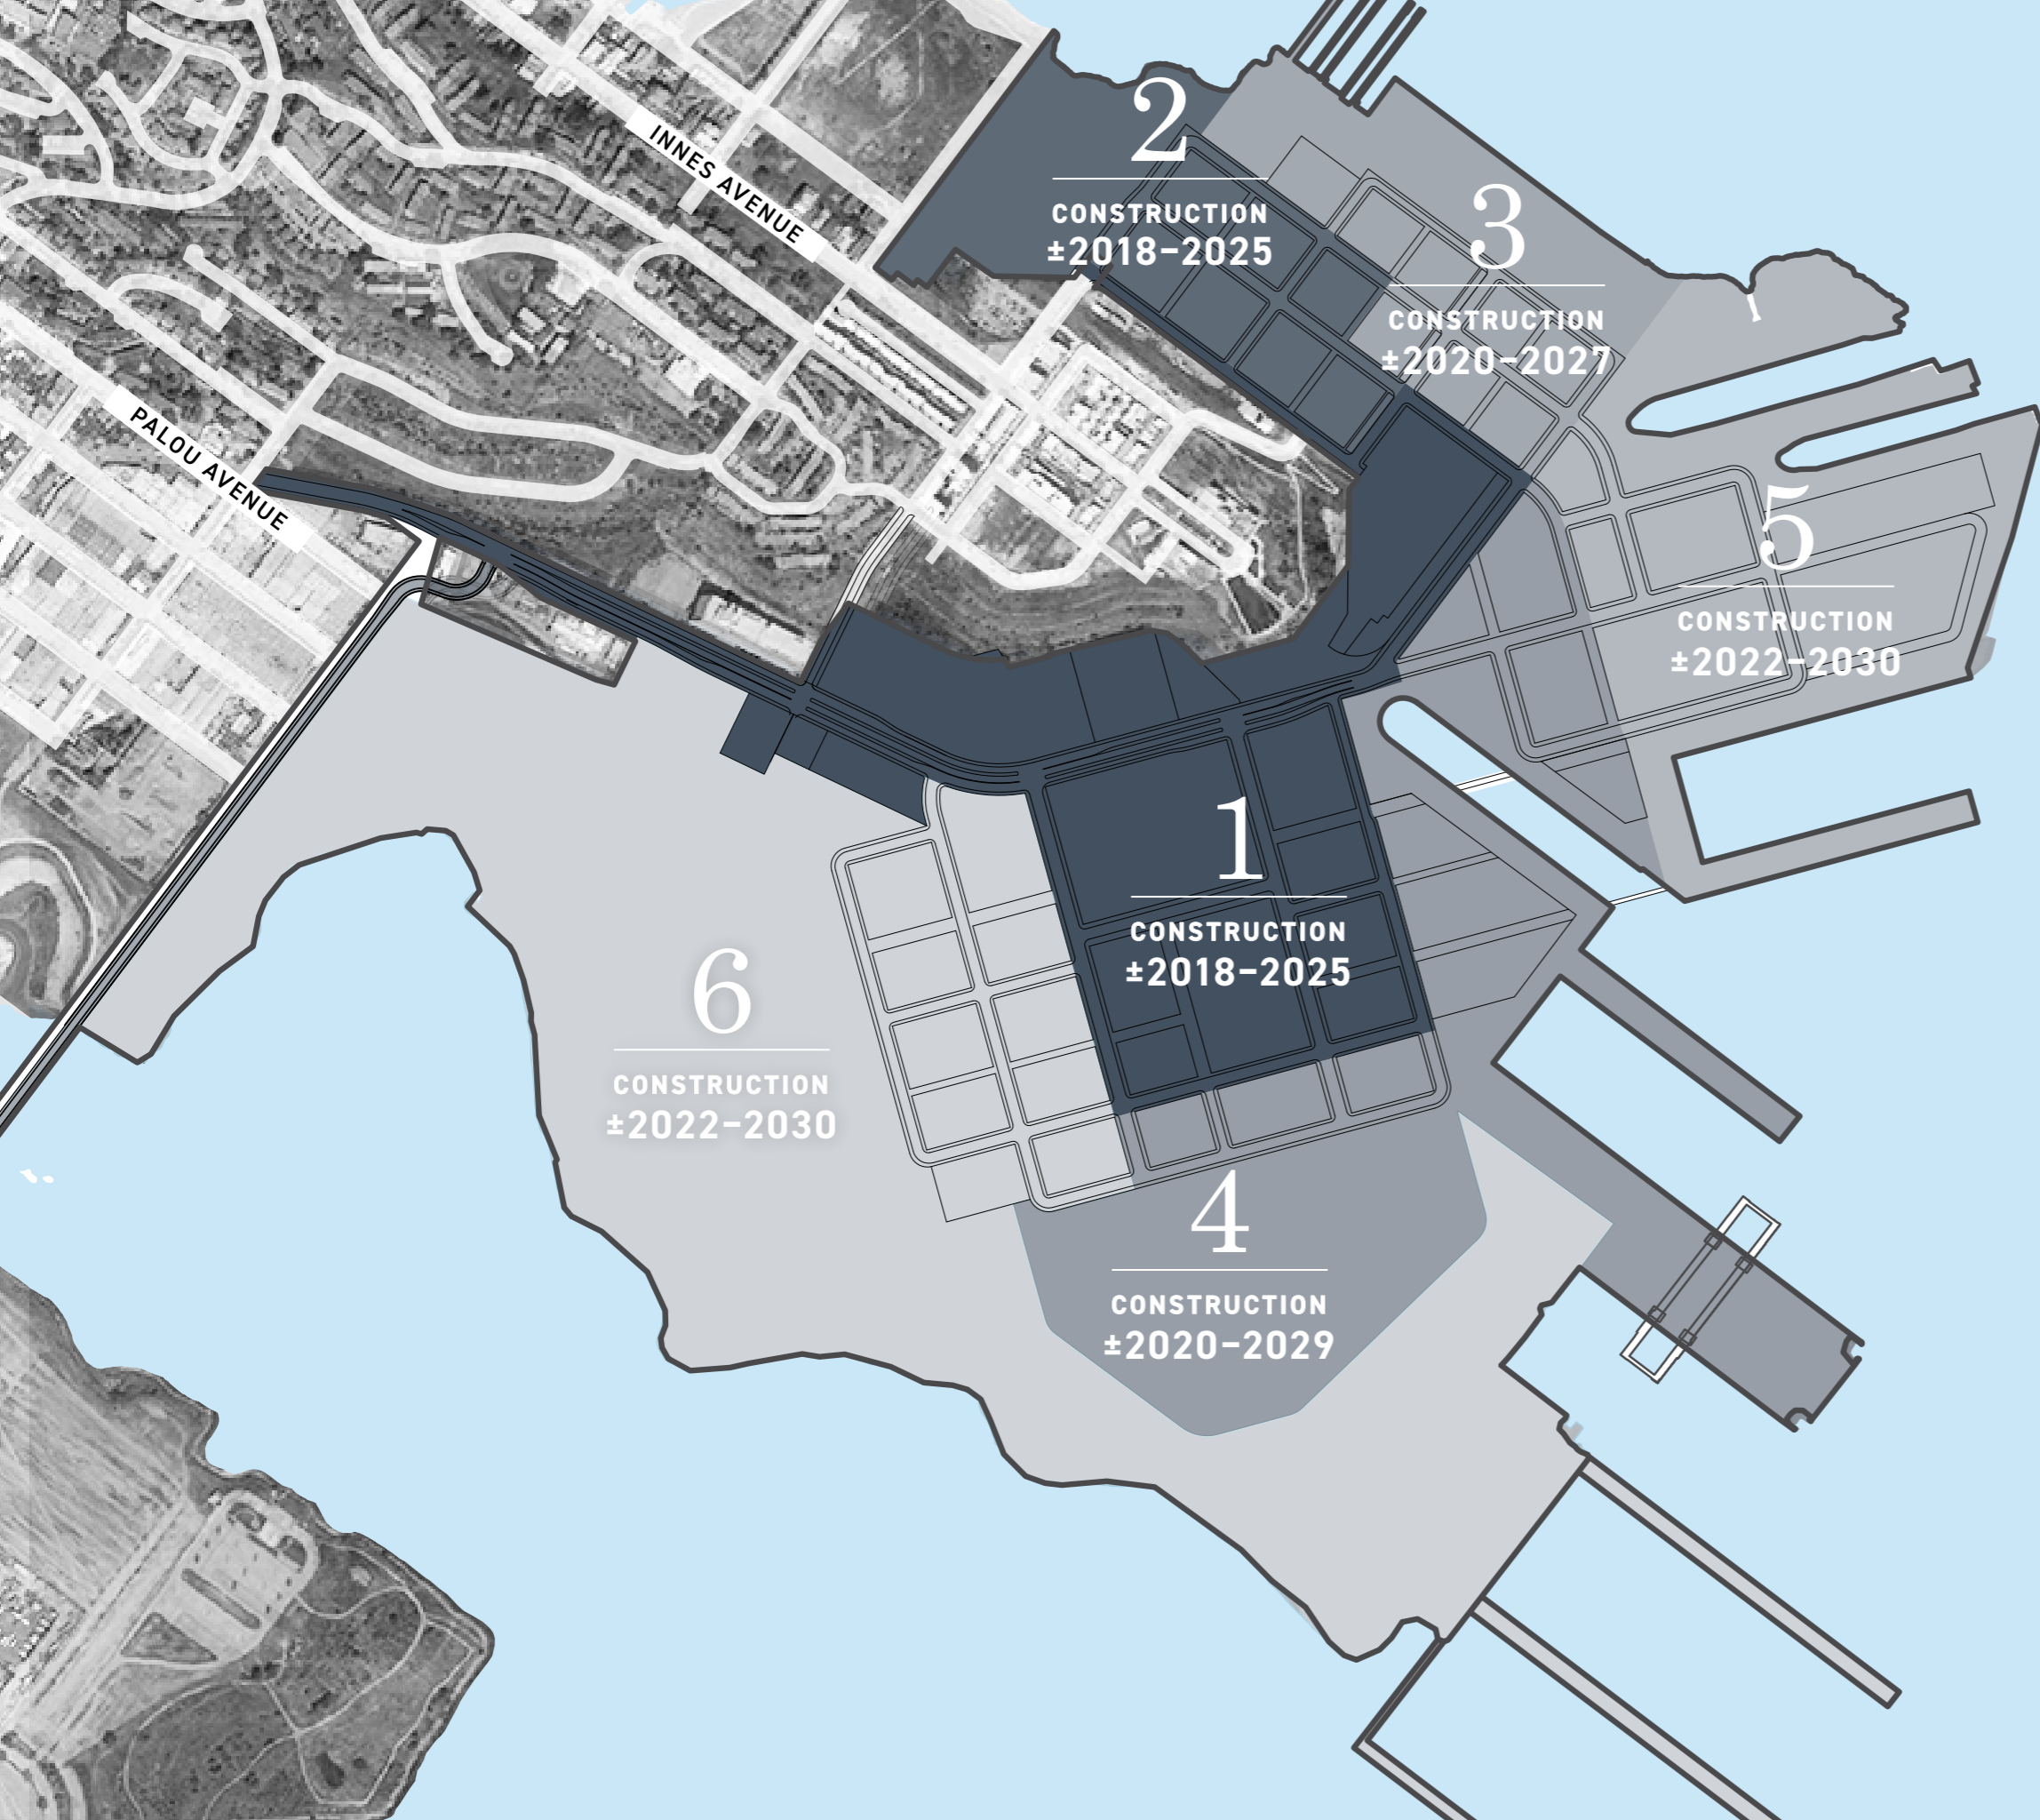 INNES AVENUE
PALOU AVENUE
2
CONSTRUCTION
±2018–2025
3
CONSTRUCTION
±2020–2027
5
CONSTRUCTION
±2022–2030
1
CONSTRUCTION
±2018–2025
6
CONSTRUCTION
±2022–2030
4
CONSTRUCTION
±2020–2029